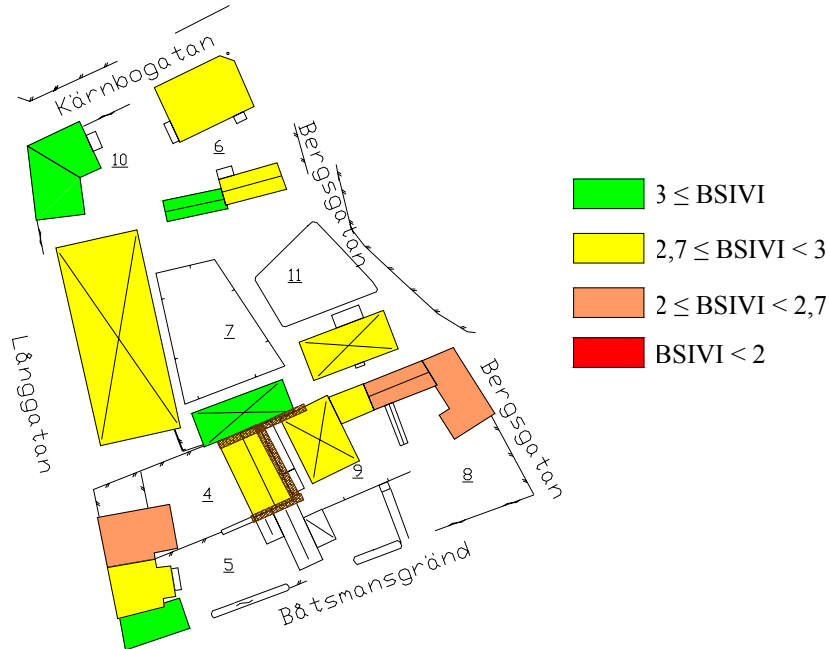 Kärnbogatan
6
10
Bergsgatan
3 ≤ BSIVI
2,7 ≤ BSIVI < 3
2 ≤ BSIVI < 2,7
BSIVI < 2
11
7
Långgatan
Bergsgatan
9
8
4
5
Båtsmansgränd